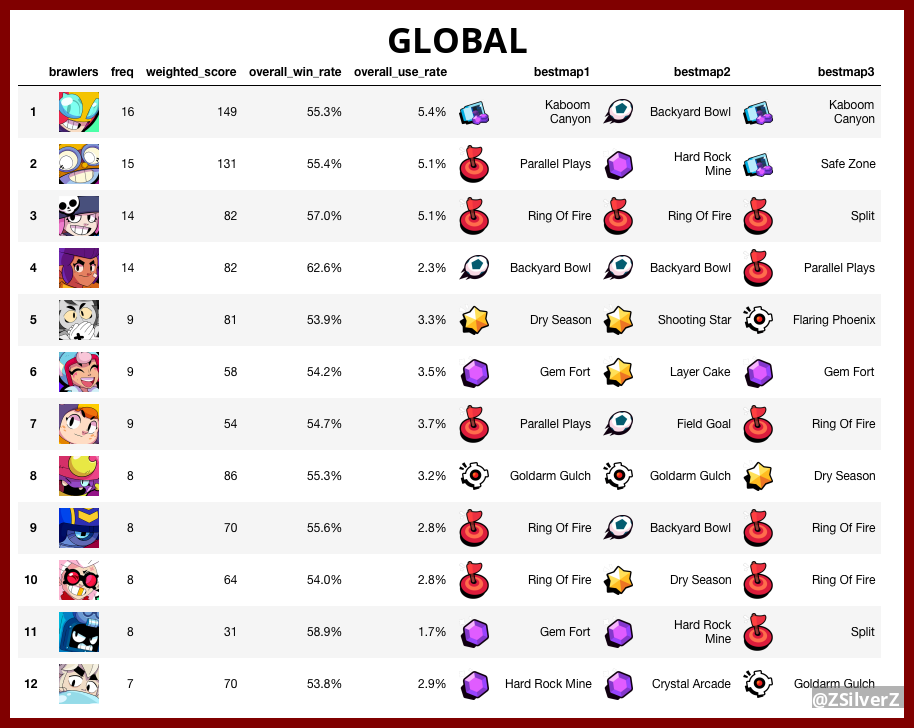 GLOBAL
brawlers freq weighted_score overall_win_rate overall_use_rate bestmap1 bestmap2 bestmap3
1 16 149 55.3% 5.4% Kaboom Canyon Backyard Bowl Kaboom Canyon
2 15 131 55.4% 5.1% Parallel Plays Hard Rock Mine Safe Zone
3 14 82 57.0% 5.1% Ring Of Fire Ring Of Fire Split
4 14 82 62.6% 2.3% Backyard Bowl Backyard Bowl Parallel Plays
5 9 81 53.9% 3.3% Dry Season Shooting Star Flaring Phoenix
6 9 58 54.2% 3.5% Gem Fort Layer Cake Gem Fort
7 9 54 54.7% 3.7% Parallel Plays Field Goal Ring Of Fire
8 8 86 55.3% 3.2% Goldarm Gulch Goldarm Gulch Dry Season
9 8 70 55.6% 2.8% Ring Of Fire Backyard Bowl Ring Of Fire
10 8 64 54.0% 2.8% Ring Of Fire Dry Season Ring Of Fire
11 8 31 58.9% 1.7% Gem Fort Hard Rock Mine Split
12 7 70 53.8% 2.9% Hard Rock Mine Crystal Arcade Goldarm Gulch
@ZSilverZ